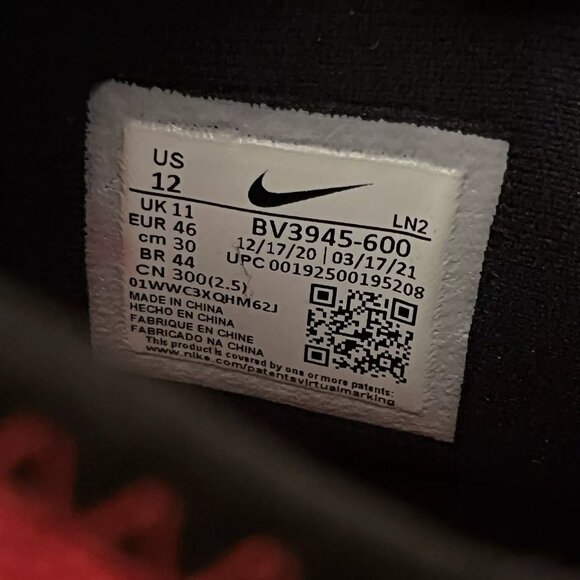 US
12
LN2
UK 11
EUR 46
cm 30
BR 44
CN 300(2.5)
BV3945-600
12/17/20 | 03/17/21
UPC 00192500195208
01WWC3XQHM62J
MADE IN CHINA
HECHO EN CHINA
FABRIQUE EN CHINE
FABRICADO NA CHINA
This product is covered by one or more patents:
www.nike.com/patentsvirtualmarking